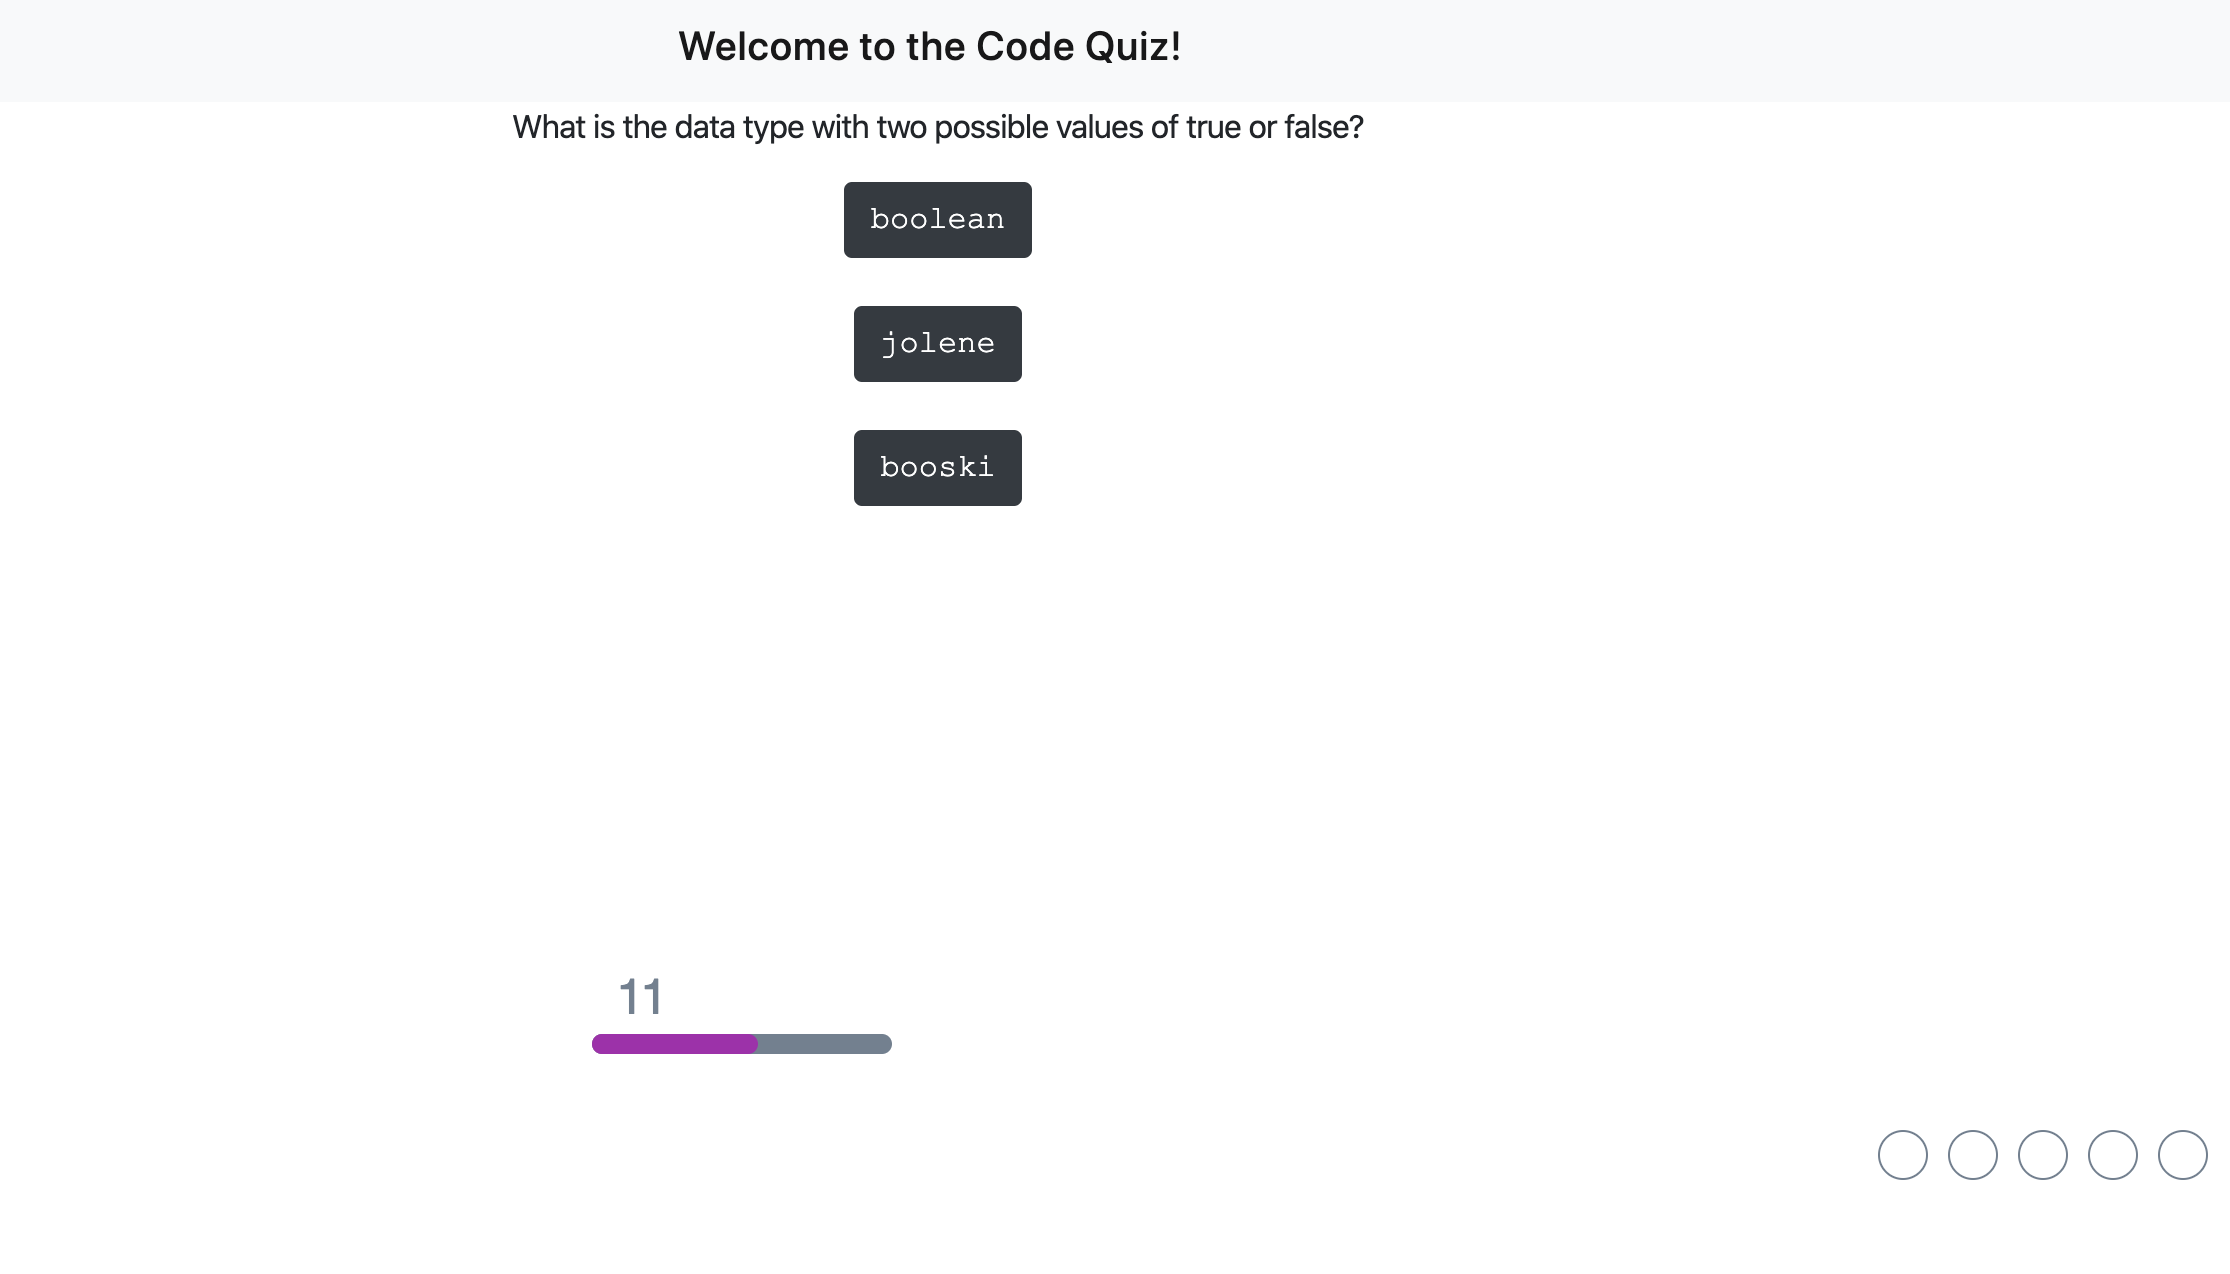 Welcome to the Code Quiz!
What is the data type with two possible values of true or false?
boolean
jolene
booski
11